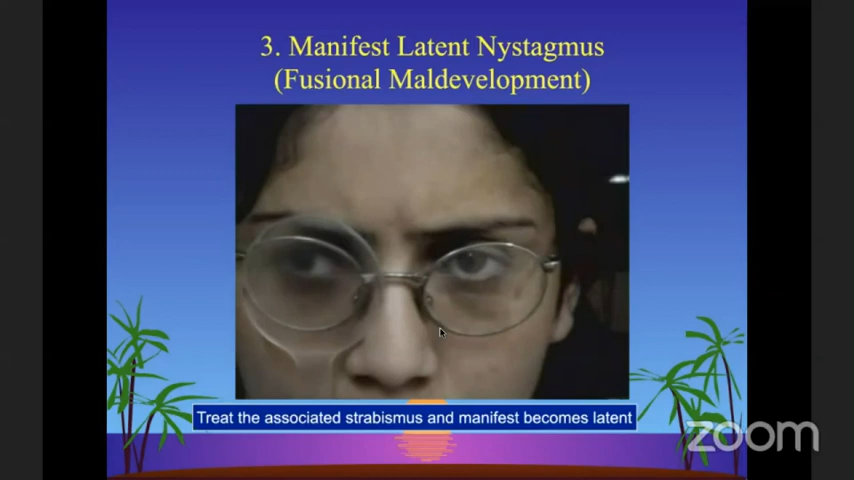 3. Manifest Latent Nystagmus
(Fusional Maldevelopment)
Treat the associated strabismus and manifest becomes latent
zoom